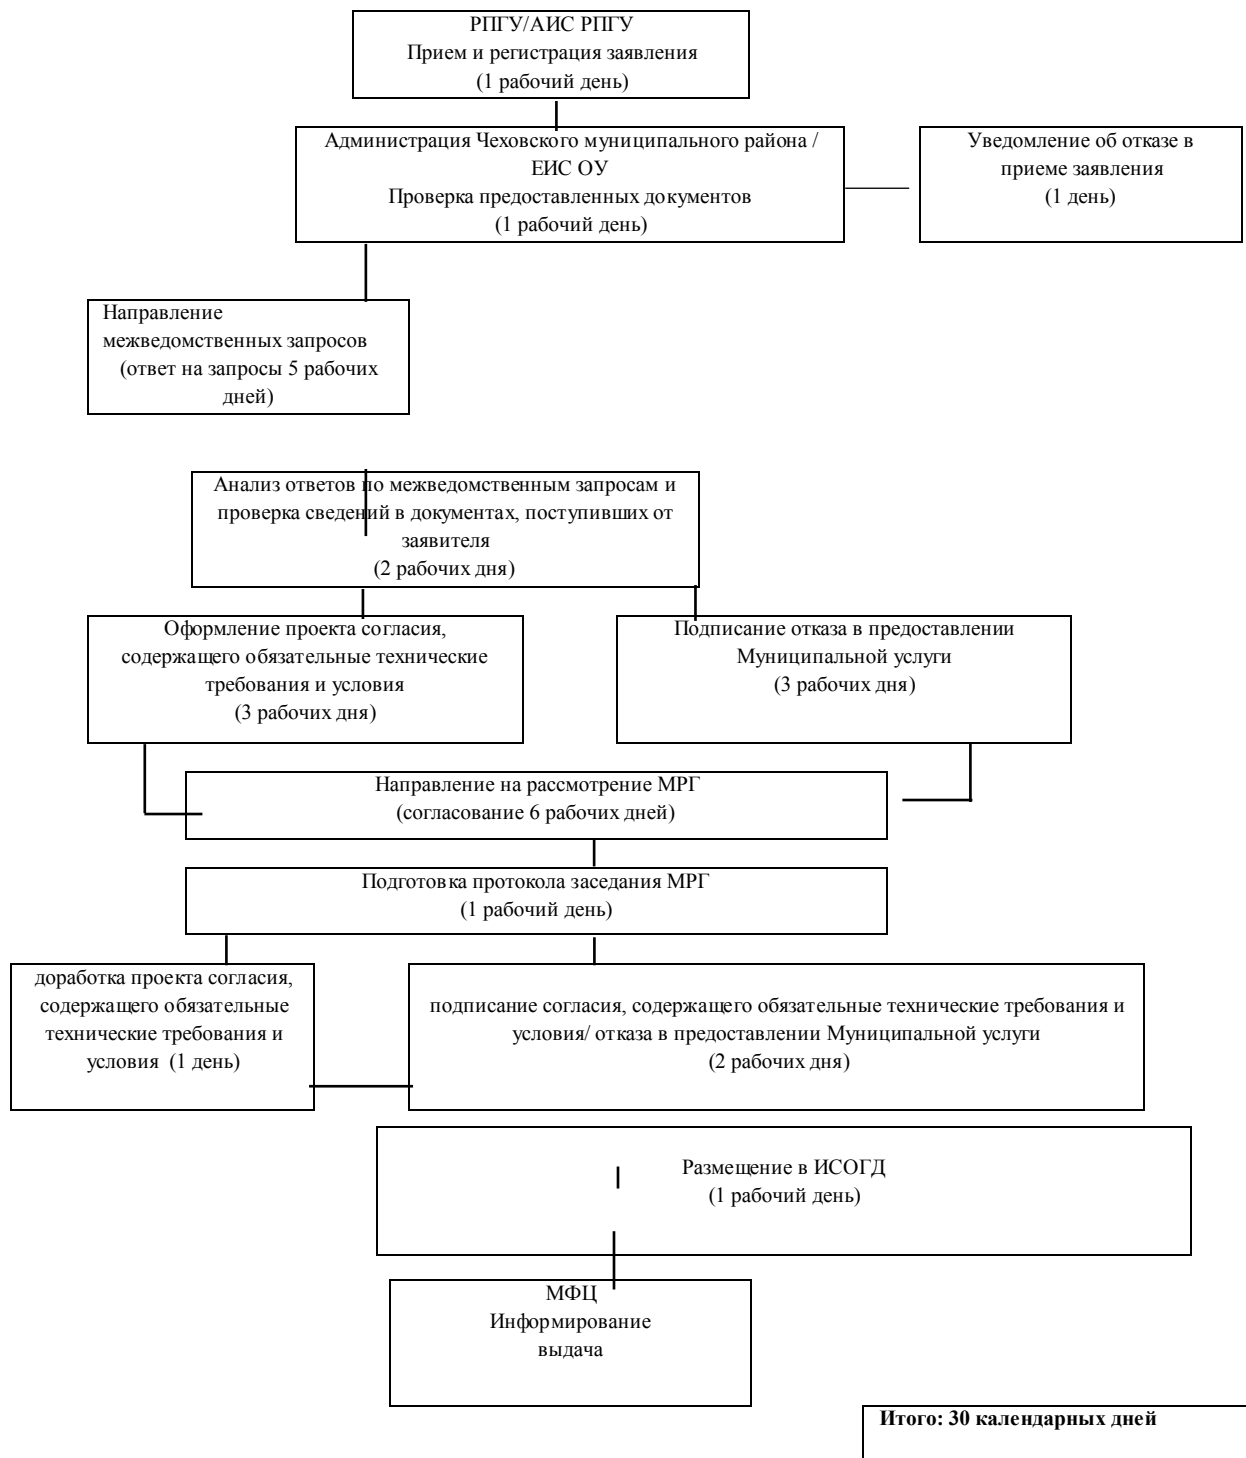 РПГУ/АИС РПГУ
Прием и регистрация заявления
(1 рабочий день)
Администрация Чеховского муниципального района /
ЕИС ОУ
Проверка предоставленных документов
(1 рабочий день)
Уведомление об отказе в
приеме заявления
(1 день)
Направление
межведомственных запросов
(ответ на запросы 5 рабочих
дней)
Анализ ответов по межведомственным запросам и
проверка сведений в документах, поступивших от
заявителя
(2 рабочих дня)
Оформление проекта согласия,
содержащего обязательные технические
требования и условия
(3 рабочих дня)
Подписание отказа в предоставлении
Муниципальной услуги
(3 рабочих дня)
Направление на рассмотрение МРГ
(согласование 6 рабочих дней)
Подготовка протокола заседания МРГ
(1 рабочий день)
доработка проекта согласия,
содержащего обязательные
технические требования и
условия (1 день)
подписание согласия, содержащего обязательные технические требования и
условия/ отказа в предоставлении Муниципальной услуги
(2 рабочих дня)
Размещение в ИСОГД
(1 рабочий день)
МФЦ
Информирование
выдача
Итого: 30 календарных дней